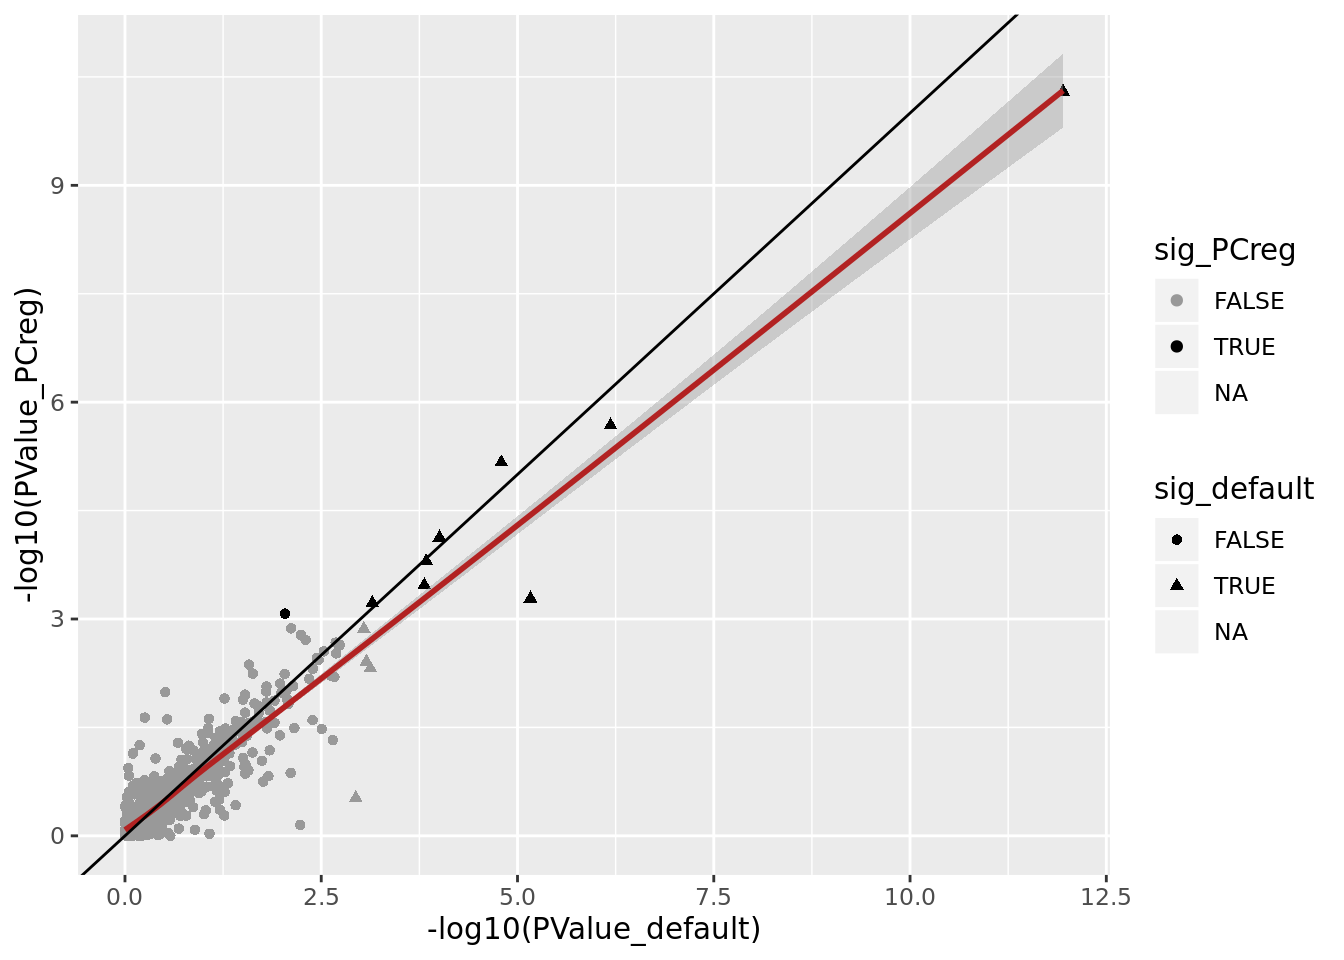 -log10(PValue_PCreg)
9
6
3
0
0.0 2.5 5.0 7.5 10.0 12.5
-log10(PValue_default)
sig_PCreg
FALSE
TRUE
NA
sig_default
FALSE
TRUE
NA